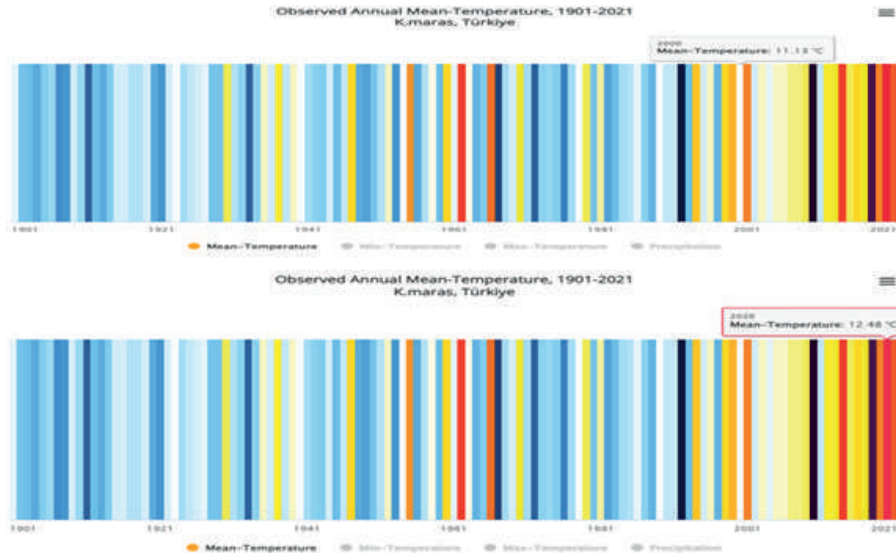 Observed Annual Mean-Temperature, 1901-2021
K.maras, Türkiye
2000
Mean-Temperature: 11.13 °C
1901 1921 1941 1961 1981 2001 2021
Mean-Temperature Min-Temperature Max-Temperature Precipitation
Observed Annual Mean-Temperature, 1901-2021
K.maras, Türkiye
2020
Mean-Temperature: 12.48 °C
1901 1921 1941 1961 1981 2001 2021
Mean-Temperature Min-Temperature Max-Temperature Precipitation